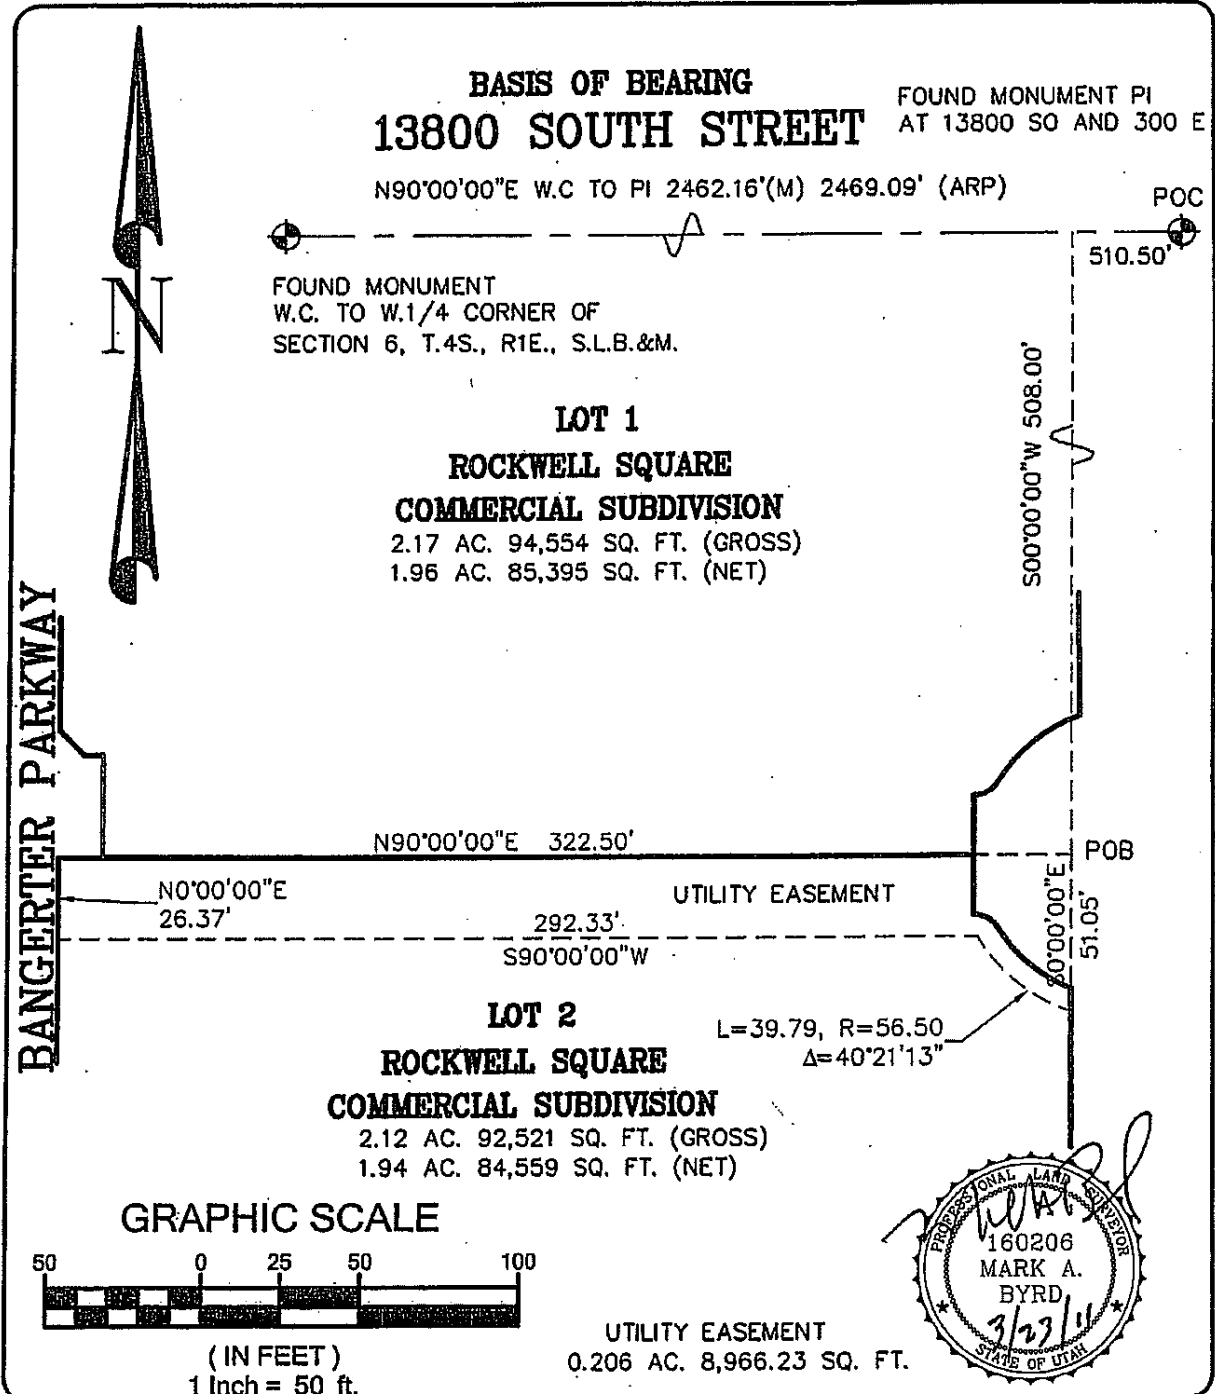 BASIS OF BEARING
13800 SOUTH STREET
FOUND MONUMENT PI
AT 13800 SO AND 300 E
N90°00'00"E W.C TO PI 2462.16'(M) 2469.09' (ARP)
POC
510.50'
N
FOUND MONUMENT
W.C. TO W.1/4 CORNER OF
SECTION 6, T.4S., R1E., S.L.B.&M.
S00°00'00"W 508.00'
LOT 1
ROCKWELL SQUARE
COMMERCIAL SUBDIVISION
2.17 AC. 94,554 SQ. FT. (GROSS)
1.96 AC. 85,395 SQ. FT. (NET)
BANGERTER PARKWAY
N90°00'00"E 322.50'
POB
N0°00'00"E
26.37'
UTILITY EASEMENT
292.33'
S90°00'00"W
S0°00'00"E
51.05'
L=39.79, R=56.50
Δ=40°21'13"
LOT 2
ROCKWELL SQUARE
COMMERCIAL SUBDIVISION
2.12 AC. 92,521 SQ. FT. (GROSS)
1.94 AC. 84,559 SQ. FT. (NET)
GRAPHIC SCALE
50 0 25 50 100
( IN FEET )
1 Inch = 50 ft.
PROFESSIONAL LAND SURVEYOR
160206
MARK A.
BYRD
3/23/11
STATE OF UTAH
UTILITY EASEMENT
0.206 AC. 8,966.23 SQ. FT.